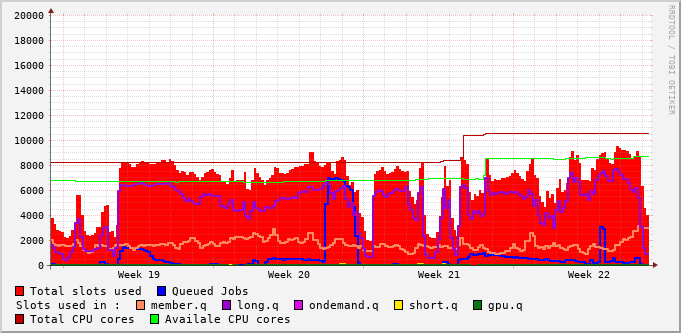 20000
18000
16000
14000
12000
10000
8000
6000
4000
2000
0
Week 19 Week 20 Week 21 Week 22
RRDTOOL / TOBI OETIKER
Total slots used Queued Jobs
Slots used in : member.q long.q ondemand.q short.q gpu.q
Total CPU cores Availale CPU cores